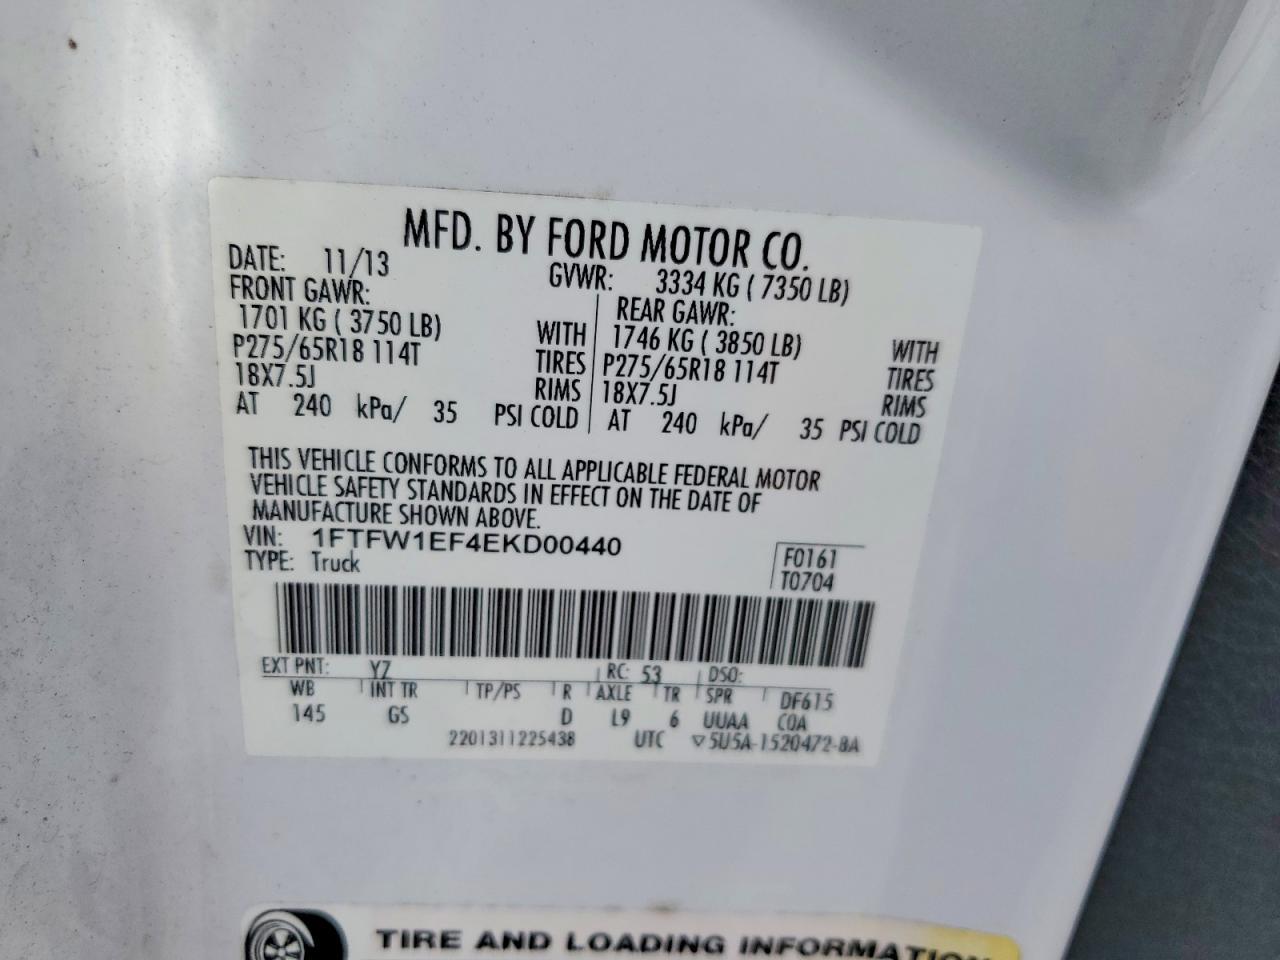 MFD. BY FORD MOTOR CO.
DATE: 11/13 GVWR: 3334 KG ( 7350 LB)
FRONT GAWR: REAR GAWR:
1701 KG ( 3750 LB) WITH 1746 KG ( 3850 LB) WITH
P275/65R18 114T TIRES P275/65R18 114T TIRES
18X7.5J RIMS 18X7.5J RIMS
AT 240 kPa/ 35 PSI COLD AT 240 kPa/ 35 PSI COLD
THIS VEHICLE CONFORMS TO ALL APPLICABLE FEDERAL MOTOR
VEHICLE SAFETY STANDARDS IN EFFECT ON THE DATE OF
MANUFACTURE SHOWN ABOVE.
VIN: 1FTFW1EF4EKD00440
TYPE: Truck
F0161
T0704
EXT PNT: YZ RC: 53 DSO:
WB INT TR TP/PS R AXLE TR SPR DF615
145 GS D L9 6 UUAA COA
2201311225438 UTC ▽5U5A-1520472-BA
TIRE AND LOADING INFORMATION